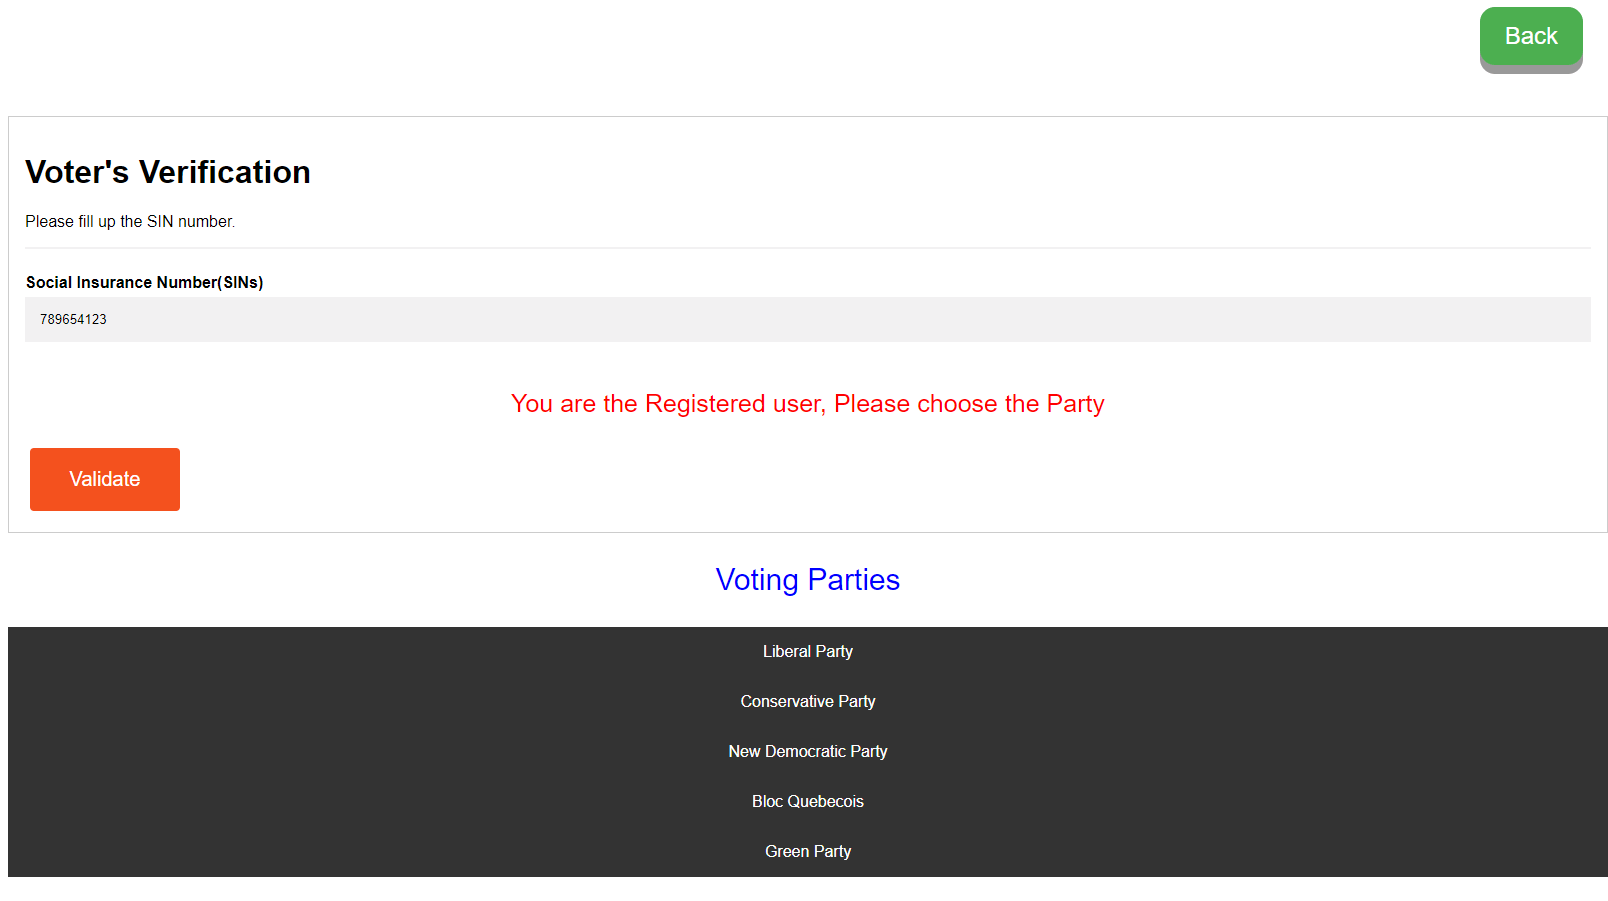 Back
Voter's Verification
Please fill up the SIN number.
Social Insurance Number(SINs)
789654123
You are the Registered user, Please choose the Party
Validate
Voting Parties
Liberal Party
Conservative Party
New Democratic Party
Bloc Quebecois
Green Party